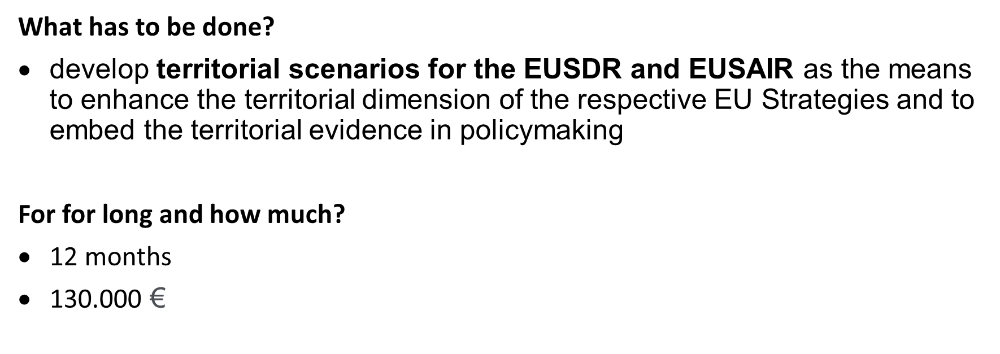 What has to be done?
• develop territorial scenarios for the EUSDR and EUSAIR as the means
to enhance the territorial dimension of the respective EU Strategies and to
embed the territorial evidence in policymaking
For for long and how much?
• 12 months
• 130.000 €